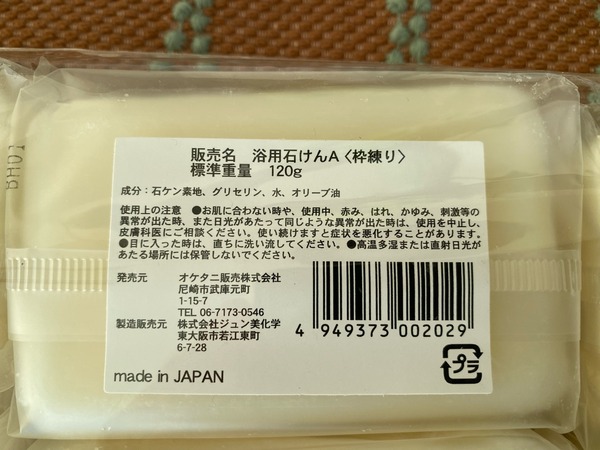 BH01
販売名 浴用石けんA〈枠練り〉
標準重量 120g
成分：石ケン素地、グリセリン、水、オリーブ油
使用上の注意 ●お肌に合わない時や、使用中、赤み、はれ、かゆみ、刺激等の
異常が出た時、また日光があたって同じような異常が出た時は、使用を中止し、
皮膚科医にご相談ください。使い続けますと症状を悪化することがあります。
●目に入った時は、直ちに洗い流してください。●高温多湿または直射日光が
あたる場所には保管しないでください。
発売元 オケタニ販売株式会社
尼崎市武庫元町
1-15-7
TEL 06-7173-0546
製造販売元 株式会社ジュン美化学
東大阪市若江東町
6-7-28
4 949373 002029
made in JAPAN
プラ